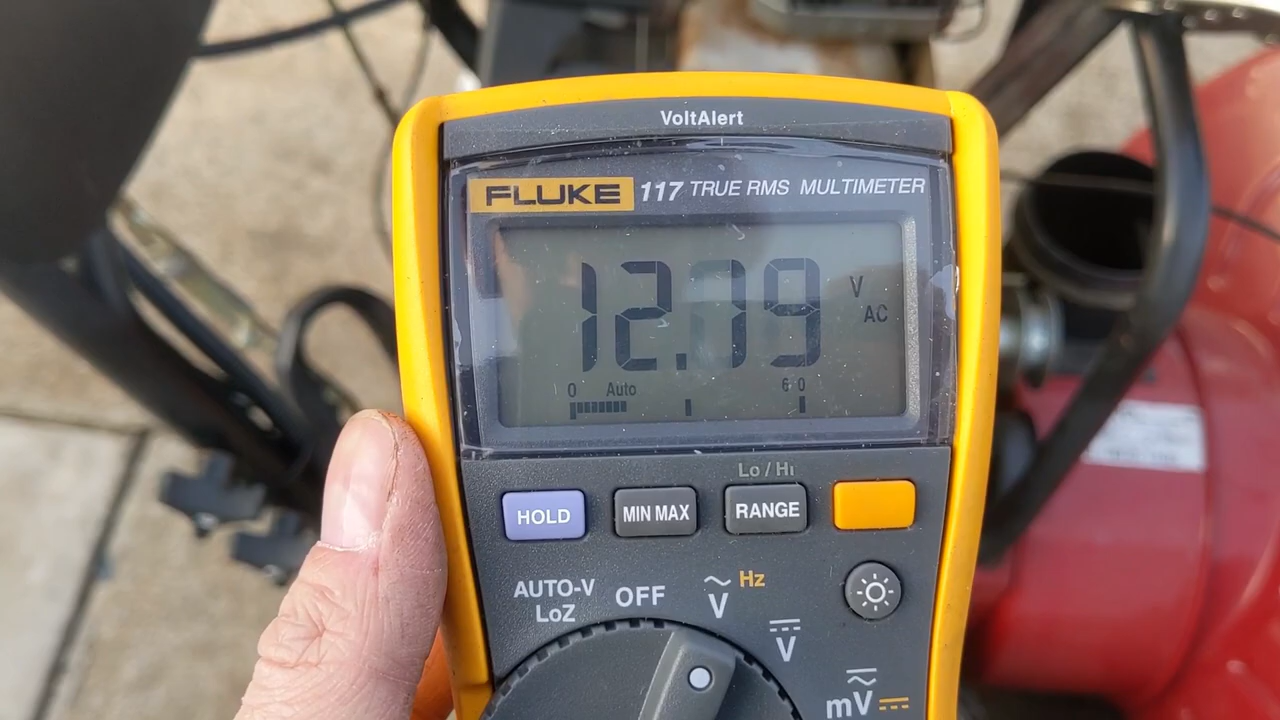 VoltAlert
FLUKE 117 TRUE RMS MULTIMETER
12.79 V AC
0 Auto 60
Lo / Hi
HOLD MIN MAX RANGE
AUTO-V LoZ OFF Ṽ Hz
V
mV